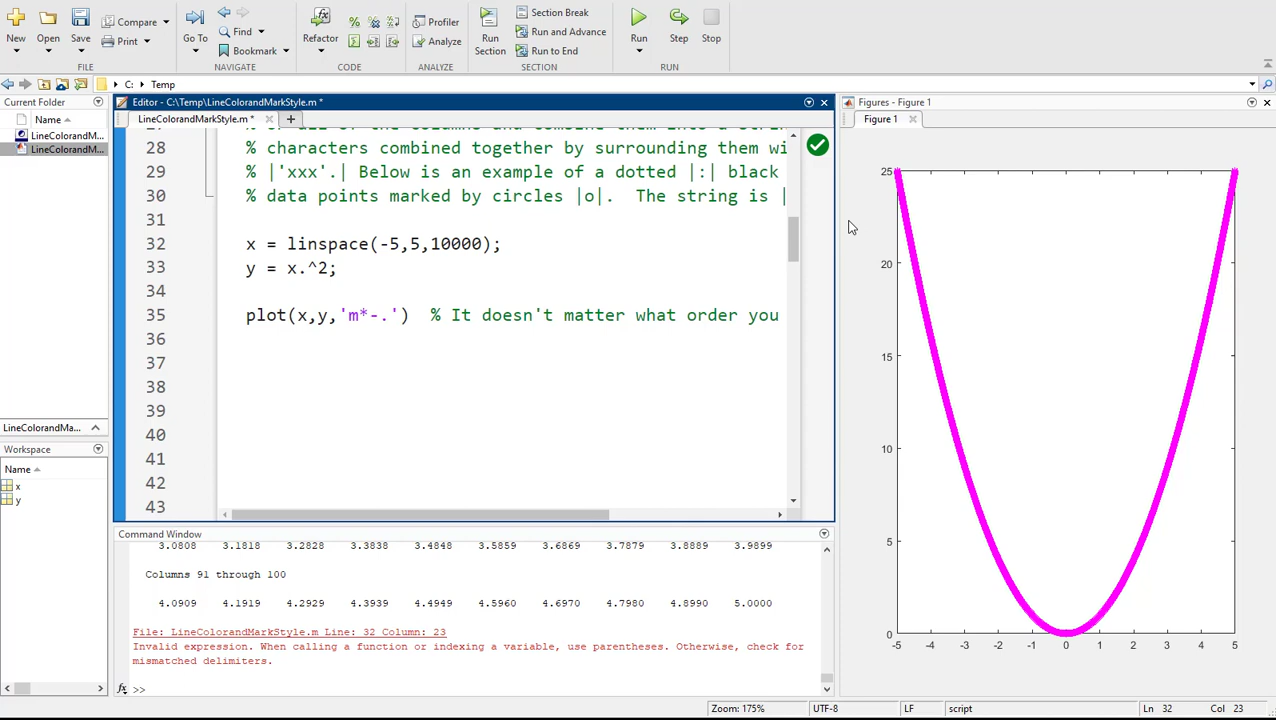 New
Open
Save
Compare
Print
FILE
Go To
Find
Bookmark
NAVIGATE
Refactor
CODE
Profiler
Analyze
ANALYZE
Run
Section
Section Break
Run and Advance
Run to End
SECTION
Run
Step
Stop
RUN
C:
Temp
Current Folder
Name
LineColorandM...
LineColorandM...
LineColorandMa...
Workspace
Name
x
y
Editor - C:\Temp\LineColorandMarkStyle.m *
LineColorandMarkStyle.m *
28 % characters combined together by surrounding them wi
29 % |'xxx'.| Below is an example of a dotted |:| black
30 % data points marked by circles |o|.  The string is |
31
32 x = linspace(-5,5,10000);
33 y = x.^2;
34
35 plot(x,y,'m*-.')  % It doesn't matter what order you
36
37
38
39
40
41
42
43
Command Window
3.0808 3.1818 3.2828 3.3838 3.4848 3.5859 3.6869 3.7879 3.8889 3.9899
Columns 91 through 100
4.0909 4.1919 4.2929 4.3939 4.4949 4.5960 4.6970 4.7980 4.8990 5.0000
File: LineColorandMarkStyle.m Line: 32 Column: 23
Invalid expression. When calling a function or indexing a variable, use parentheses. Otherwise, check for
mismatched delimiters.
fx >>
Figures - Figure 1
Figure 1
25
20
15
10
5
0
-5 -4 -3 -2 -1 0 1 2 3 4 5
Zoom: 175% UTF-8 LF script Ln 32 Col 23